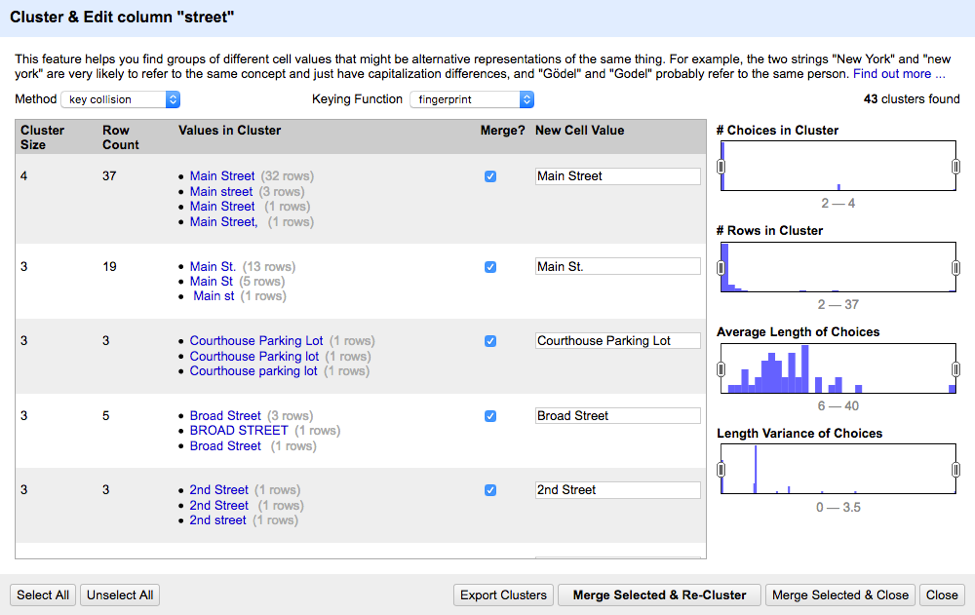 Cluster & Edit column "street"
This feature helps you find groups of different cell values that might be alternative representations of the same thing. For example, the two strings "New York" and "new
york" are very likely to refer to the same concept and just have capitalization differences, and "Gödel" and "Godel" probably refer to the same person. Find out more ...
Method key collision Keying Function fingerprint 43 clusters found
Cluster Size Row Count Values in Cluster Merge? New Cell Value
4 37 • Main Street (32 rows) Main Street
• Main street (3 rows)
• Main Street (1 rows)
• Main Street, (1 rows)
3 19 • Main St. (13 rows) Main St.
• Main St (5 rows)
• Main st (1 rows)
3 3 • Courthouse Parking Lot (1 rows) Courthouse Parking Lot
• Courthouse Parking lot (1 rows)
• Courthouse parking lot (1 rows)
3 5 • Broad Street (3 rows) Broad Street
• BROAD STREET (1 rows)
• Broad Street (1 rows)
3 3 • 2nd Street (1 rows) 2nd Street
• 2nd Street (1 rows)
• 2nd street (1 rows)
# Choices in Cluster
2 — 4
# Rows in Cluster
2 — 37
Average Length of Choices
6 — 40
Length Variance of Choices
0 — 3.5
Select All Unselect All Export Clusters Merge Selected & Re-Cluster Merge Selected & Close Close